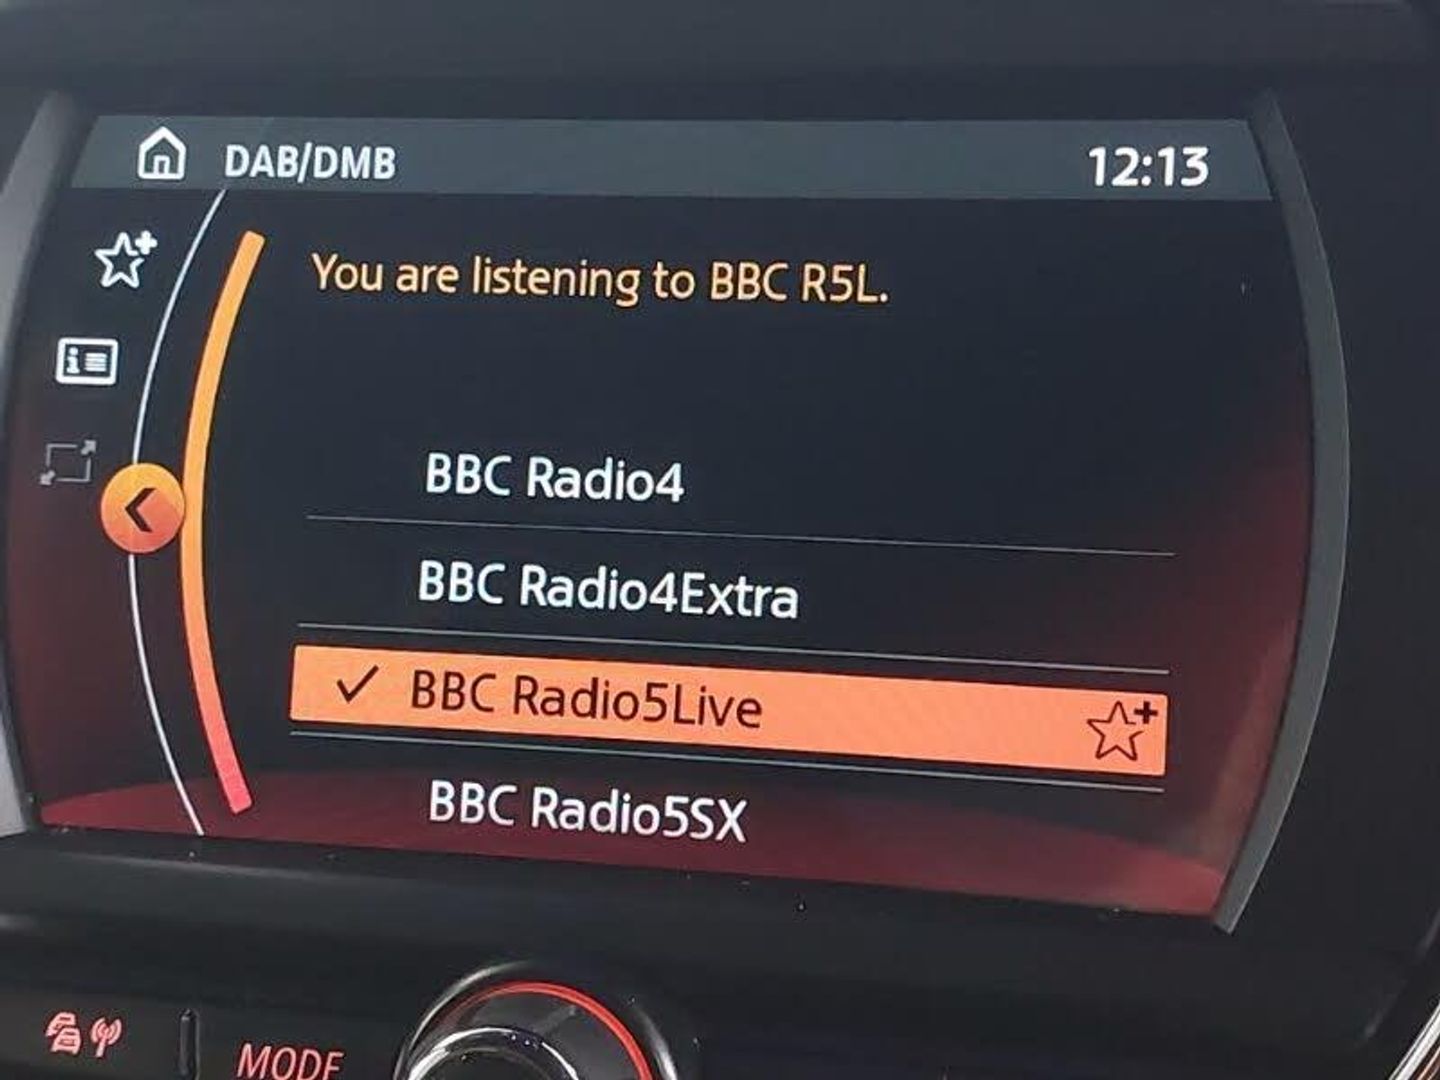 DAB/DMB
12:13
You are listening to BBC R5L.
BBC Radio4
BBC Radio4Extra
BBC Radio5Live
BBC Radio5SX
MODE